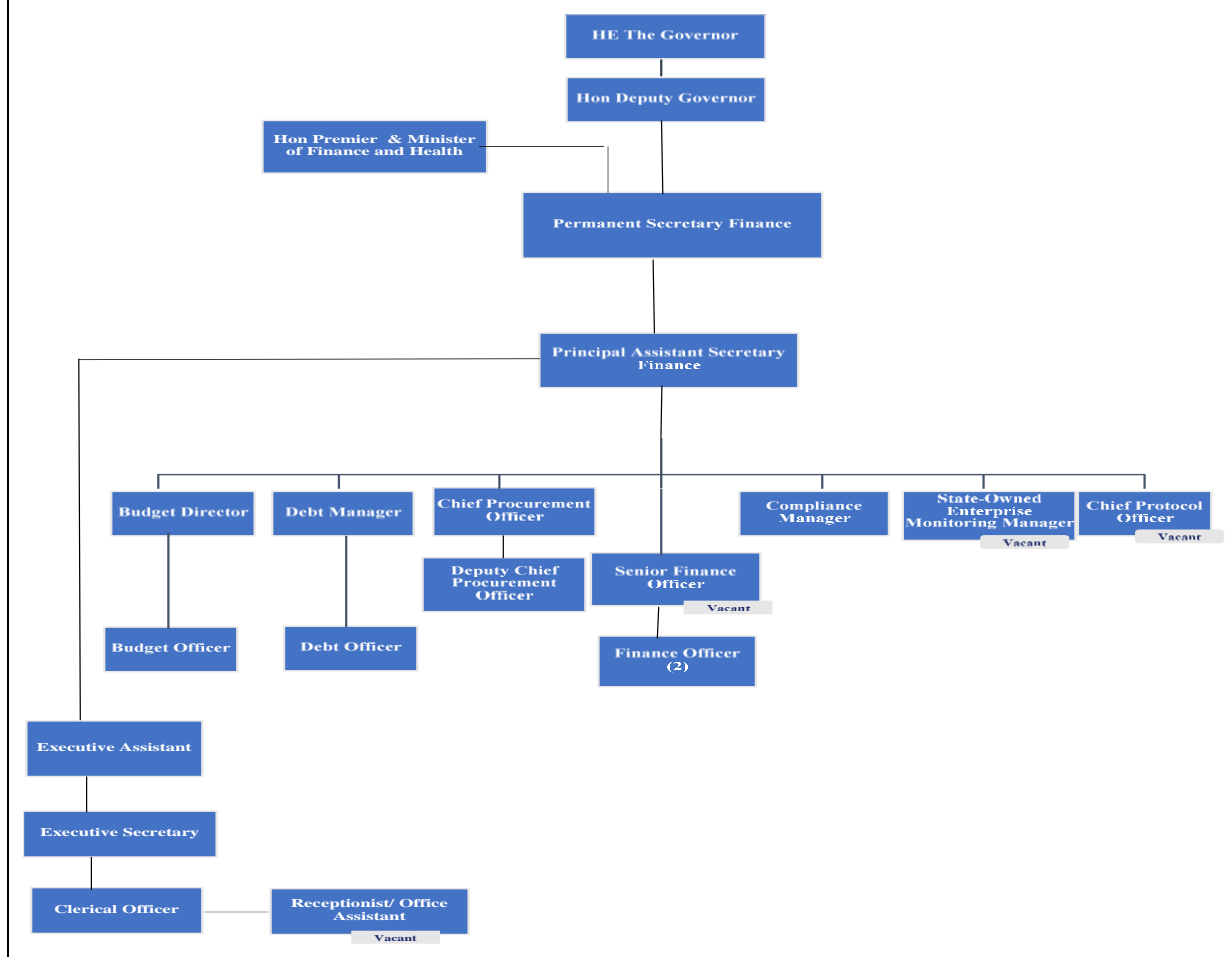 HE The Governor
Hon Deputy Governor
Hon Premier & Minister
of Finance and Health
Permanent Secretary Finance
Principal Assistant Secretary
Finance
Budget Director
Debt Manager
Chief Procurement
Officer
Compliance
Manager
State-Owned
Enterprise
Monitoring Manager
Vacant
Chief Protocol
Officer
Vacant
Deputy Chief
Procurement
Officer
Senior Finance
Officer
Vacant
Budget Officer
Debt Officer
Finance Officer
(2)
Executive Assistant
Executive Secretary
Clerical Officer
Receptionist/ Office
Assistant
Vacant